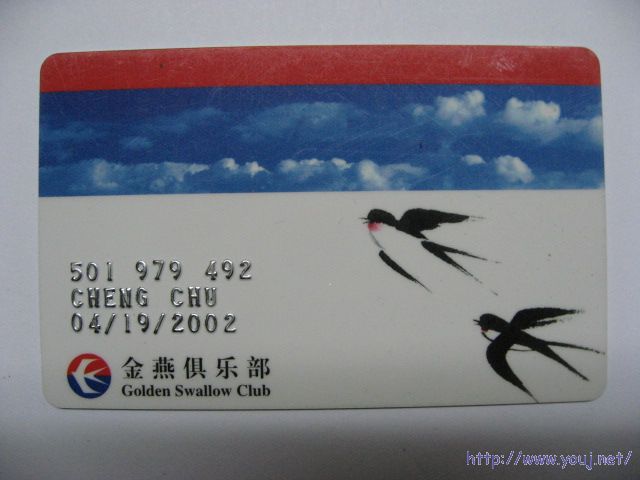 501 979 492
CHENG CHU
04/19/2002
金燕俱乐部
Golden Swallow Club
http://www.youj.net/